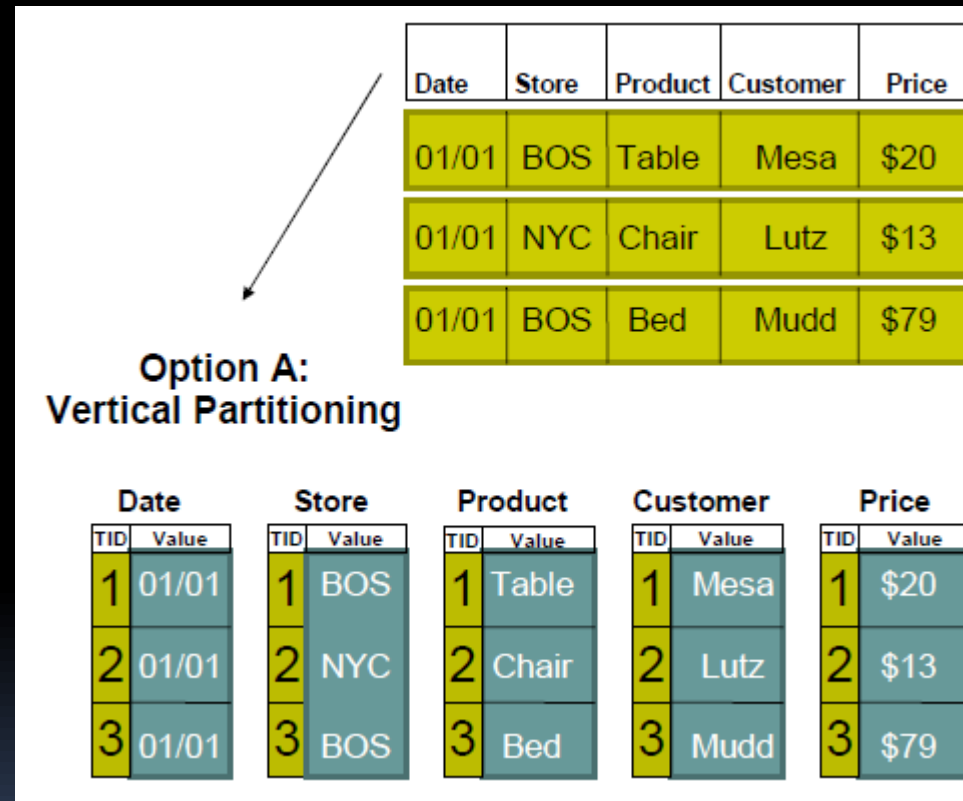 Date Store Product Customer Price
01/01 BOS Table Mesa $20
01/01 NYC Chair Lutz $13
01/01 BOS Bed Mudd $79
Option A:
Vertical Partitioning
Date Store Product Customer Price
TID Value TID Value TID Value TID Value TID Value
1 01/01 1 BOS 1 Table 1 Mesa 1 $20
2 01/01 2 NYC 2 Chair 2 Lutz 2 $13
3 01/01 3 BOS 3 Bed 3 Mudd 3 $79